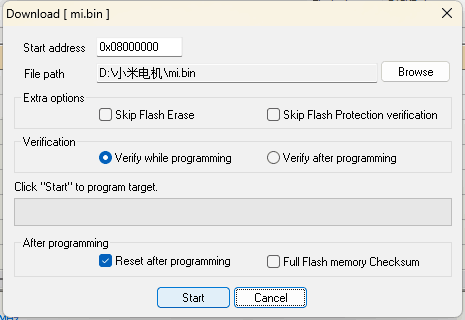 Download [ mi.bin ]
Start address 0x08000000
File path D:\小米电机\mi.bin Browse
Extra options
Skip Flash Erase Skip Flash Protection verification
Verification
Verify while programming Verify after programming
Click "Start" to program target.
After programming
Reset after programming Full Flash memory Checksum
Start Cancel